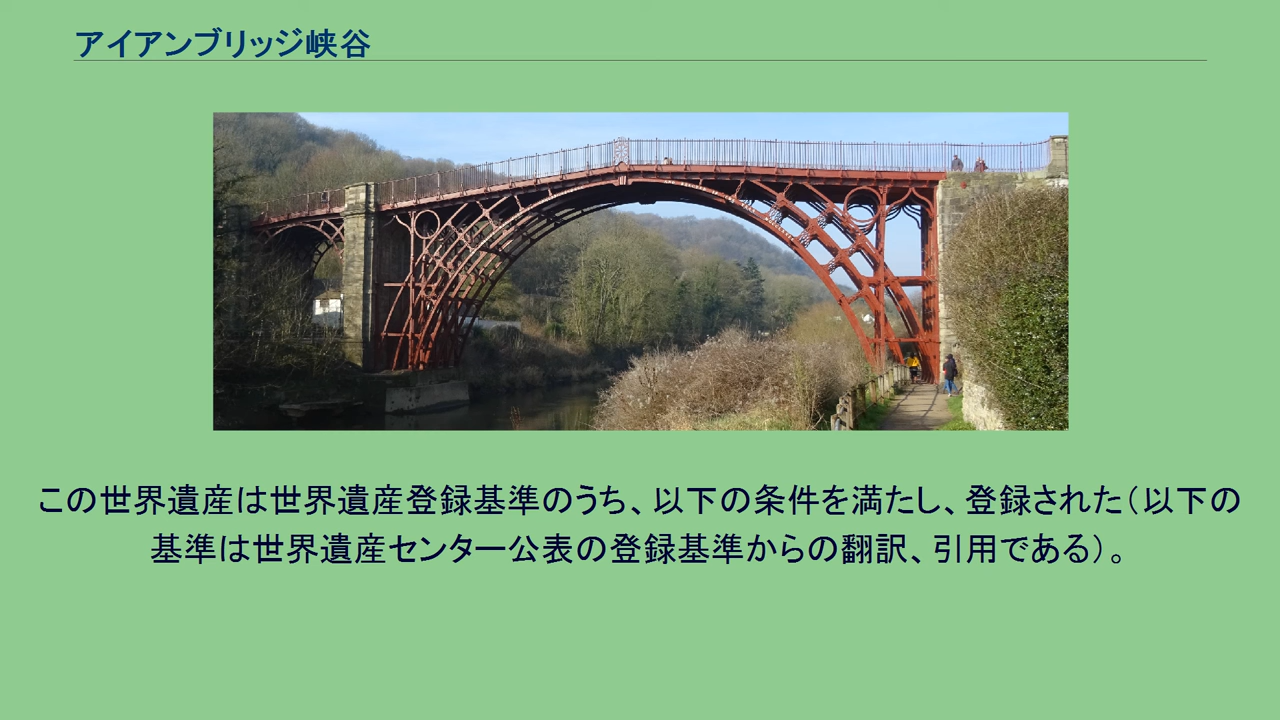 アイアンブリッジ峡谷
この世界遺産は世界遺産登録基準のうち、以下の条件を満たし、登録された（以下の
基準は世界遺産センター公表の登録基準からの翻訳、引用である）。